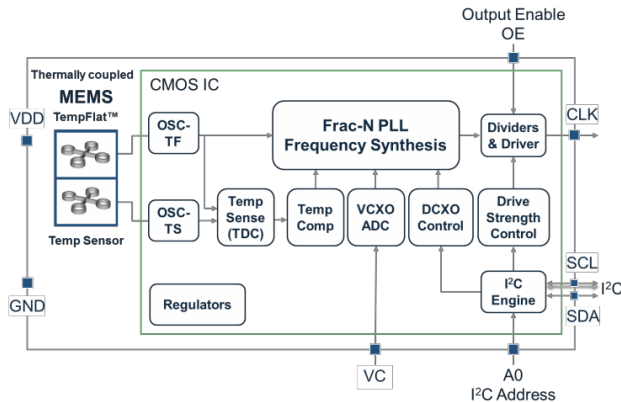 Output Enable
OE
Thermally coupled
MEMS
TempFlat™
CMOS IC
VDD
CLK
OSC-
TF
Frac-N PLL
Frequency Synthesis
Dividers
& Driver
OSC-
TS
Temp
Sense
(TDC)
Temp
Comp
VCXO
ADC
DCXO
Control
Drive
Strength
Control
Temp Sensor
SCL
I²C
SDA
I²C
Engine
GND
Regulators
VC
A0
I²C Address